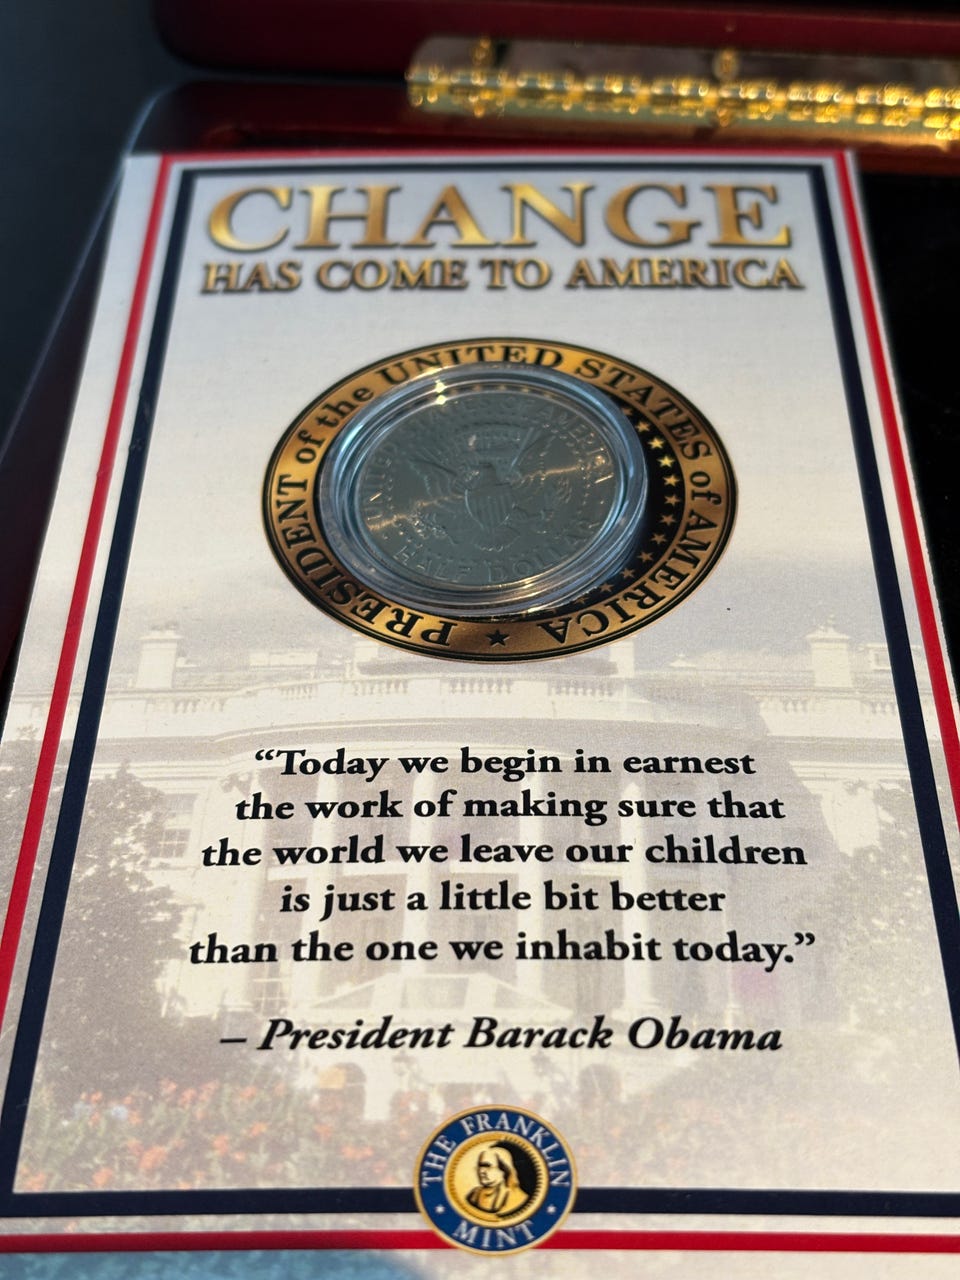 CHANGE
HAS COME TO AMERICA
PRESIDENT of the UNITED STATES of AMERICA
UNITED STATES OF AMERICA
HALF DOLLAR
“Today we begin in earnest
the work of making sure that
the world we leave our children
is just a little bit better
than the one we inhabit today.”
– President Barack Obama
THE FRANKLIN
MINT